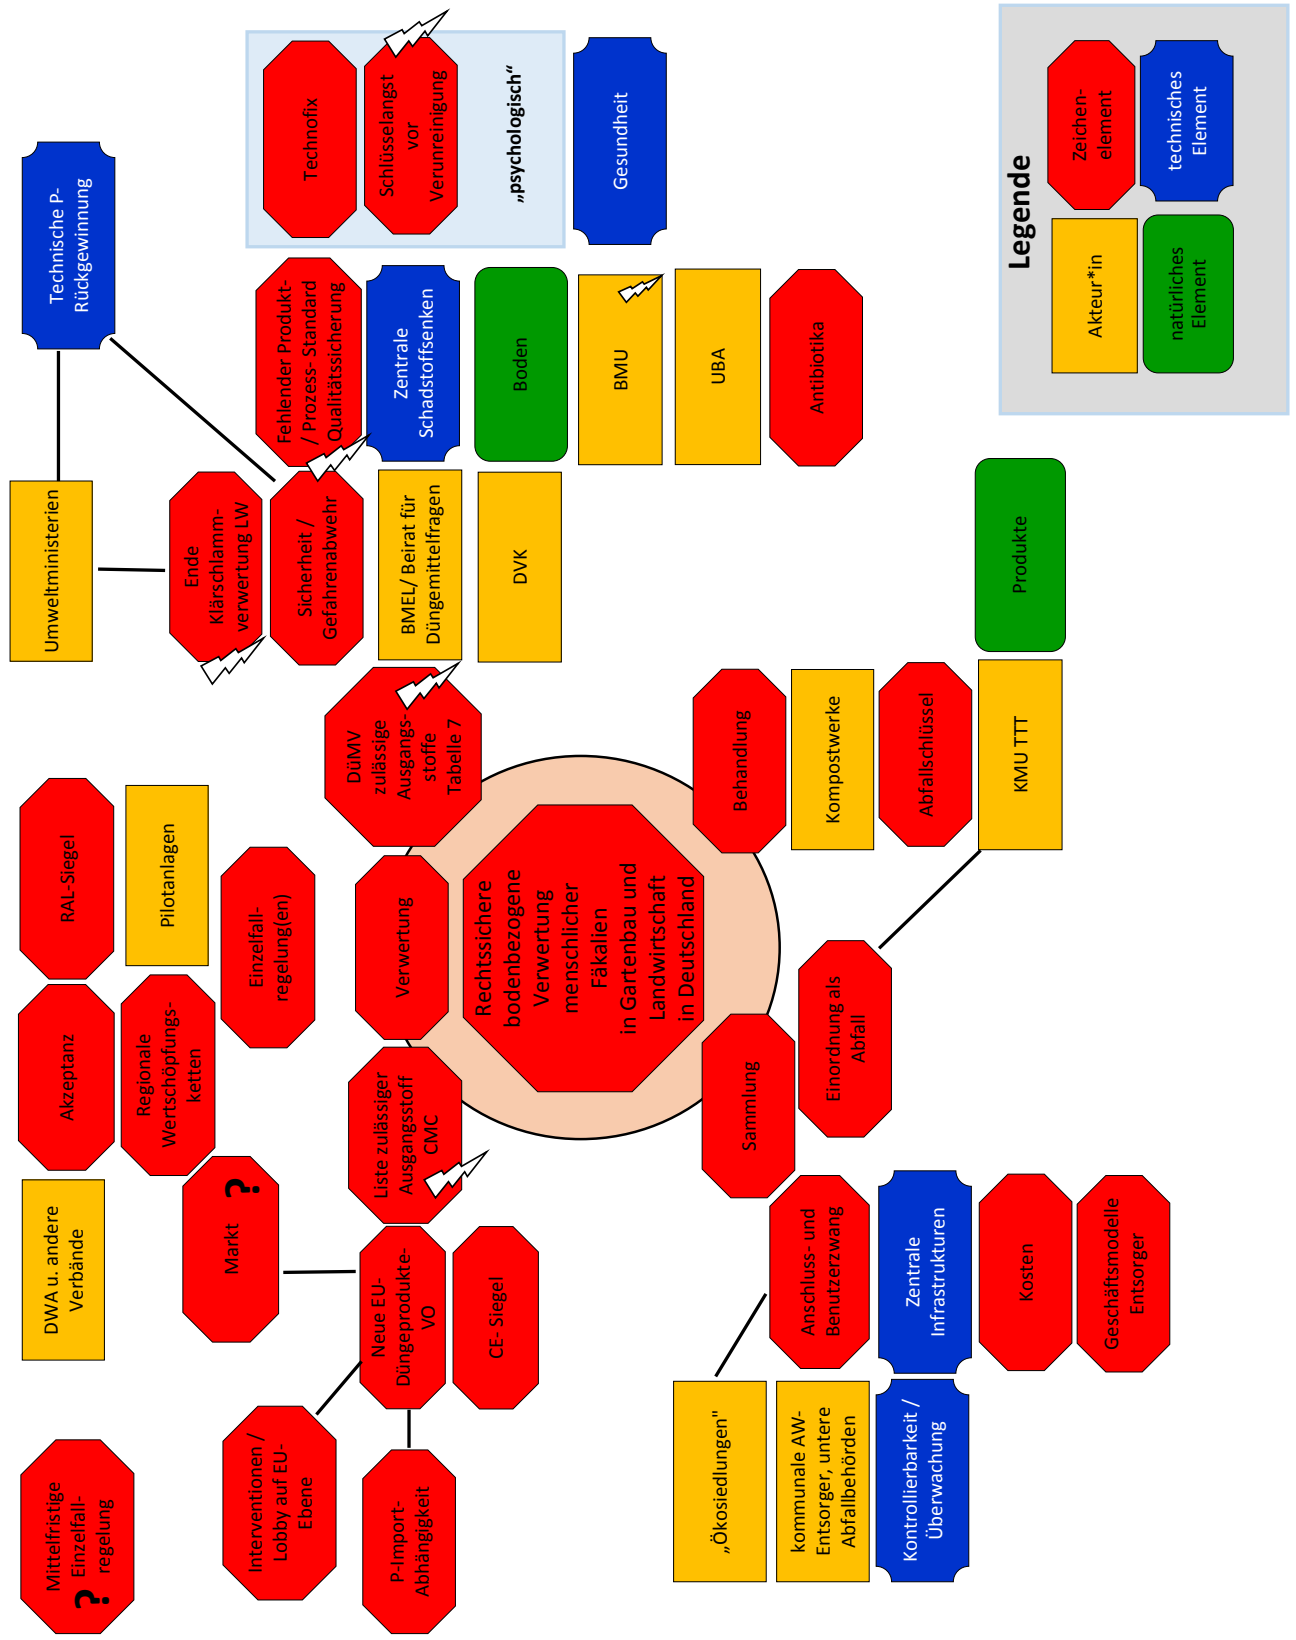 Mittelfristige
Einzelfall-
regelung
?
DWA u. andere
Verbände
Akzeptanz
RAL-Siegel
Regionale
Wertschöpfungs-
ketten
Pilotanlagen
Markt
?
Einzelfall-
regelung(en)
Umweltministerien
Technische P-
Rückgewinnung
Ende
Klärschlamm-
verwertung LW
Sicherheit /
Gefahrenabwehr
Fehlender Produkt-
/ Prozess- Standard
Qualitätssicherung
Technofix
Schlüsselangst
vor
Verunreinigung
„psychologisch“
Gesundheit
Interventionen /
Lobby auf EU-
Ebene
P-Import-
Abhängigkeit
Neue EU-
Düngeprodukte-
VO
CE- Siegel
Liste zulässiger
Ausgangsstoff
CMC
Verwertung
DüMV
zulässige
Ausgangs-
stoffe
Tabelle 7
BMEL/ Beirat für
Düngemittelfragen
DVK
Zentrale
Schadstoffsenken
Boden
BMU
UBA
Antibiotika
Rechtssichere
bodenbezogene
Verwertung
menschlicher
Fäkalien
in Gartenbau und
Landwirtschaft
in Deutschland
„Ökosiedlungen"
kommunale AW-
Entsorger, untere
Abfallbehörden
Kontrollierbarkeit /
Überwachung
Anschluss- und
Benutzerzwang
Zentrale
Infrastrukturen
Kosten
Geschäftsmodelle
Entsorger
Sammlung
Einordnung als
Abfall
Behandlung
Kompostwerke
Abfallschlüssel
KMU TTT
Produkte
Legende
Akteur*in
Zeichen-
element
natürliches
Element
technisches
Element